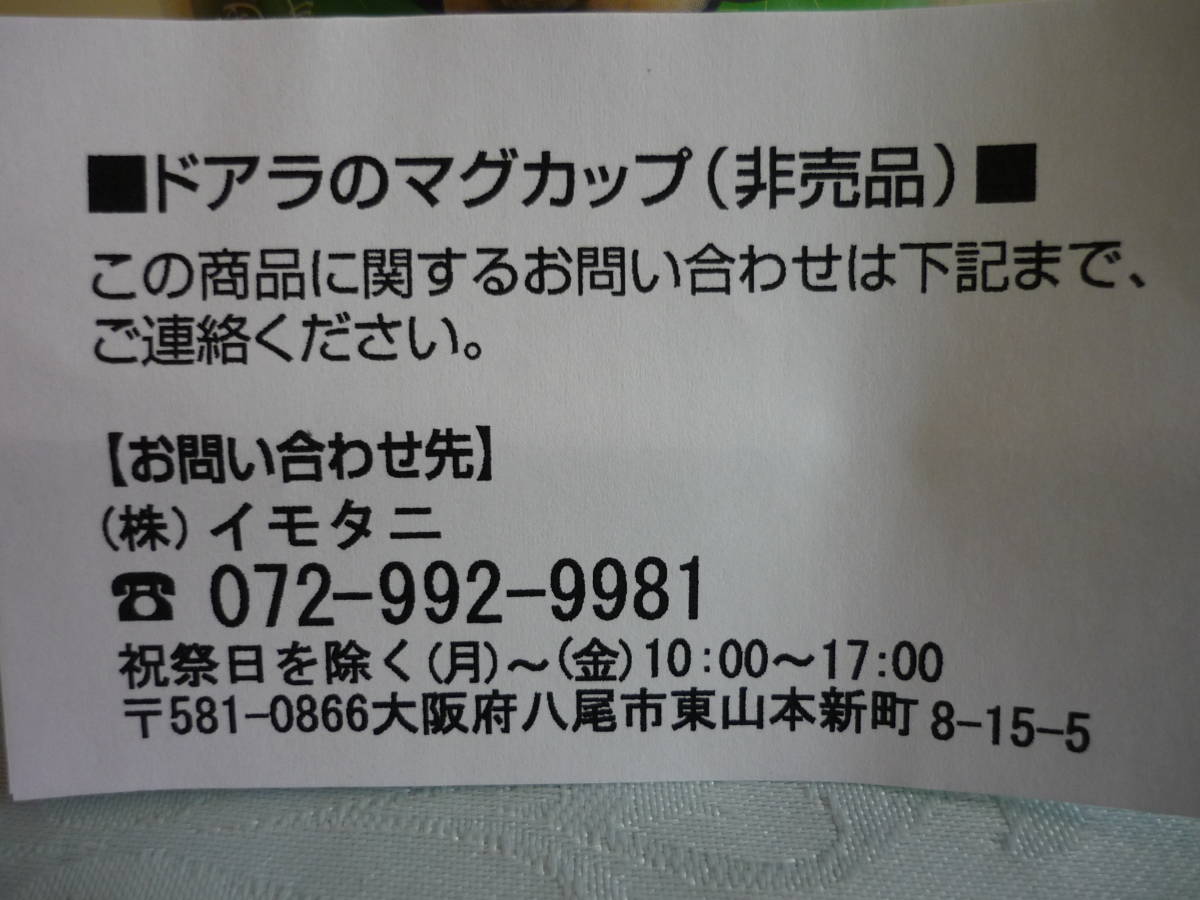 ■ドアラのマグカップ（非売品）■
この商品に関するお問い合わせは下記まで、
ご連絡ください。
【お問い合わせ先】
（株）イモタニ
☎ 072-992-9981
祝祭日を除く(月)～(金)10:00～17:00
〒581-0866大阪府八尾市東山本新町 8-15-5